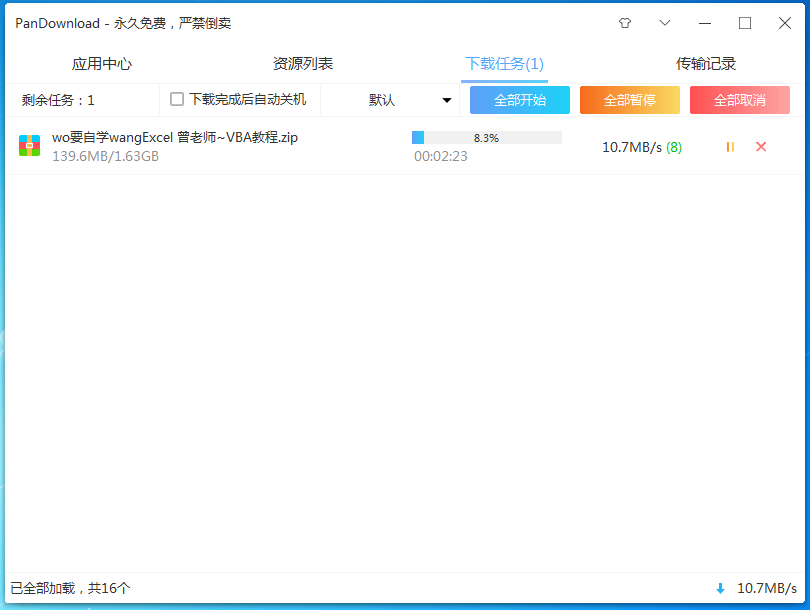 PanDownload - 永久免费，严禁倒卖
应用中心 资源列表 下载任务(1) 传输记录
剩余任务：1 下载完成后自动关机 默认 全部开始 全部暂停 全部取消
wo要自学wangExcel 曾老师~VBA教程.zip 8.3%
139.6MB/1.63GB 00:02:23 10.7MB/s (8)
已全部加载，共16个 10.7MB/s